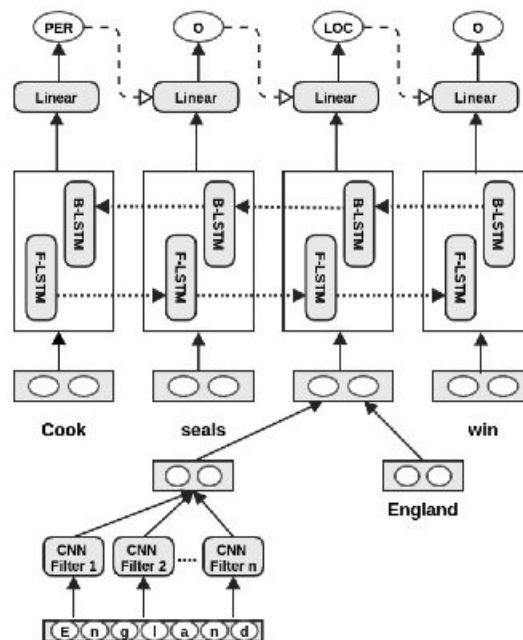 PER O LOC O
Linear Linear Linear Linear
B-LSTM B-LSTM B-LSTM B-LSTM
F-LSTM F-LSTM F-LSTM F-LSTM
Cook seals win
England
CNN Filter 1 CNN Filter 2 ..... CNN Filter n
E n g l a n d